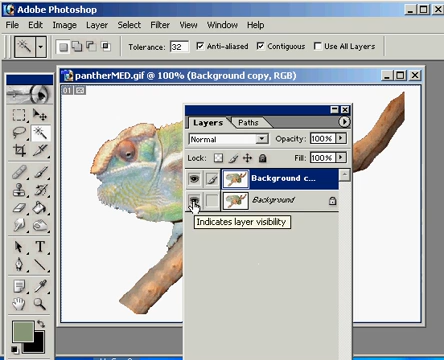 Adobe Photoshop
File Edit Image Layer Select Filter View Window Help
Tolerance: 32 Anti-aliased Contiguous Use All Layers
pantherMED.gif @ 100% (Background copy, RGB)
01
Layers Paths
Normal Opacity: 100%
Lock: Fill: 100%
Background c...
Background
Indicates layer visibility
T